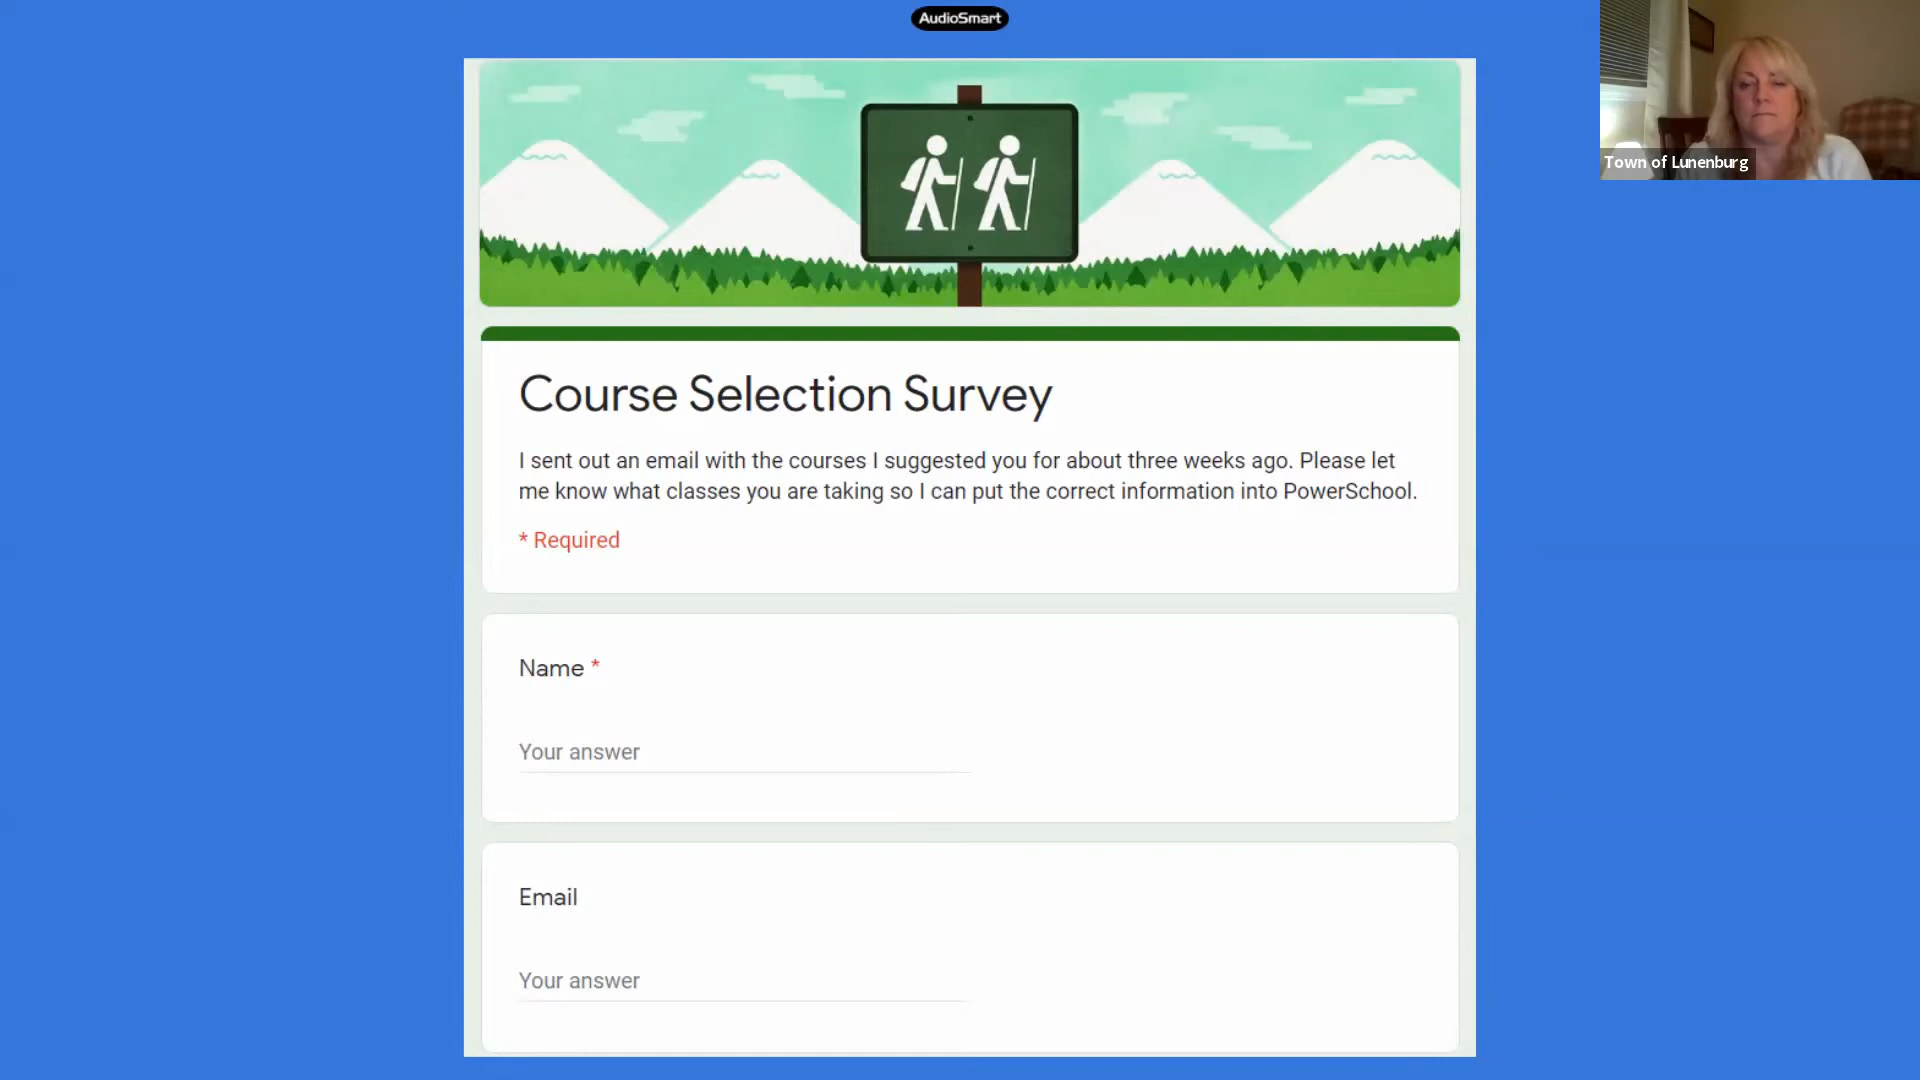 AudioSmart
Town of Lunenburg
Course Selection Survey
I sent out an email with the courses I suggested you for about three weeks ago. Please let
me know what classes you are taking so I can put the correct information into PowerSchool.
* Required
Name *
Your answer
Email
Your answer